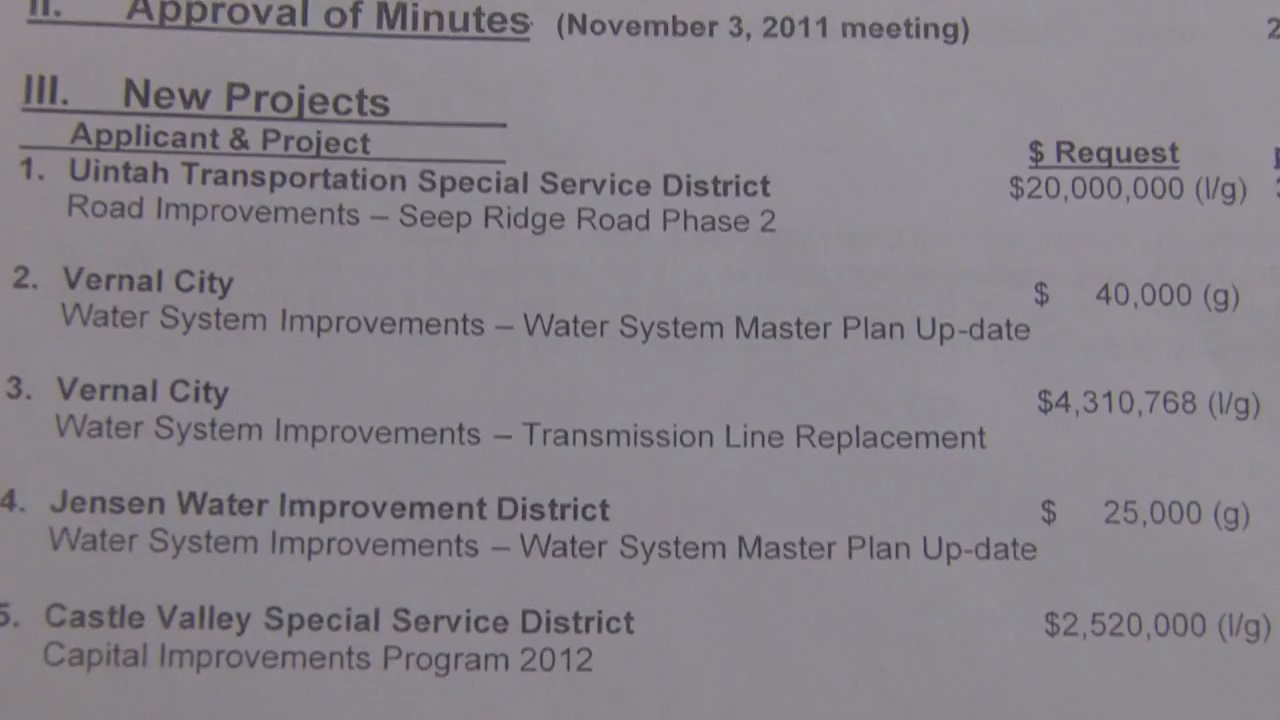 II. Approval of Minutes (November 3, 2011 meeting) 2
III. New Projects
Applicant & Project $ Request
1. Uintah Transportation Special Service District $20,000,000 (l/g)
Road Improvements – Seep Ridge Road Phase 2
2. Vernal City $ 40,000 (g)
Water System Improvements – Water System Master Plan Up-date
3. Vernal City $4,310,768 (l/g)
Water System Improvements – Transmission Line Replacement
4. Jensen Water Improvement District $ 25,000 (g)
Water System Improvements – Water System Master Plan Up-date
5. Castle Valley Special Service District $2,520,000 (l/g)
Capital Improvements Program 2012